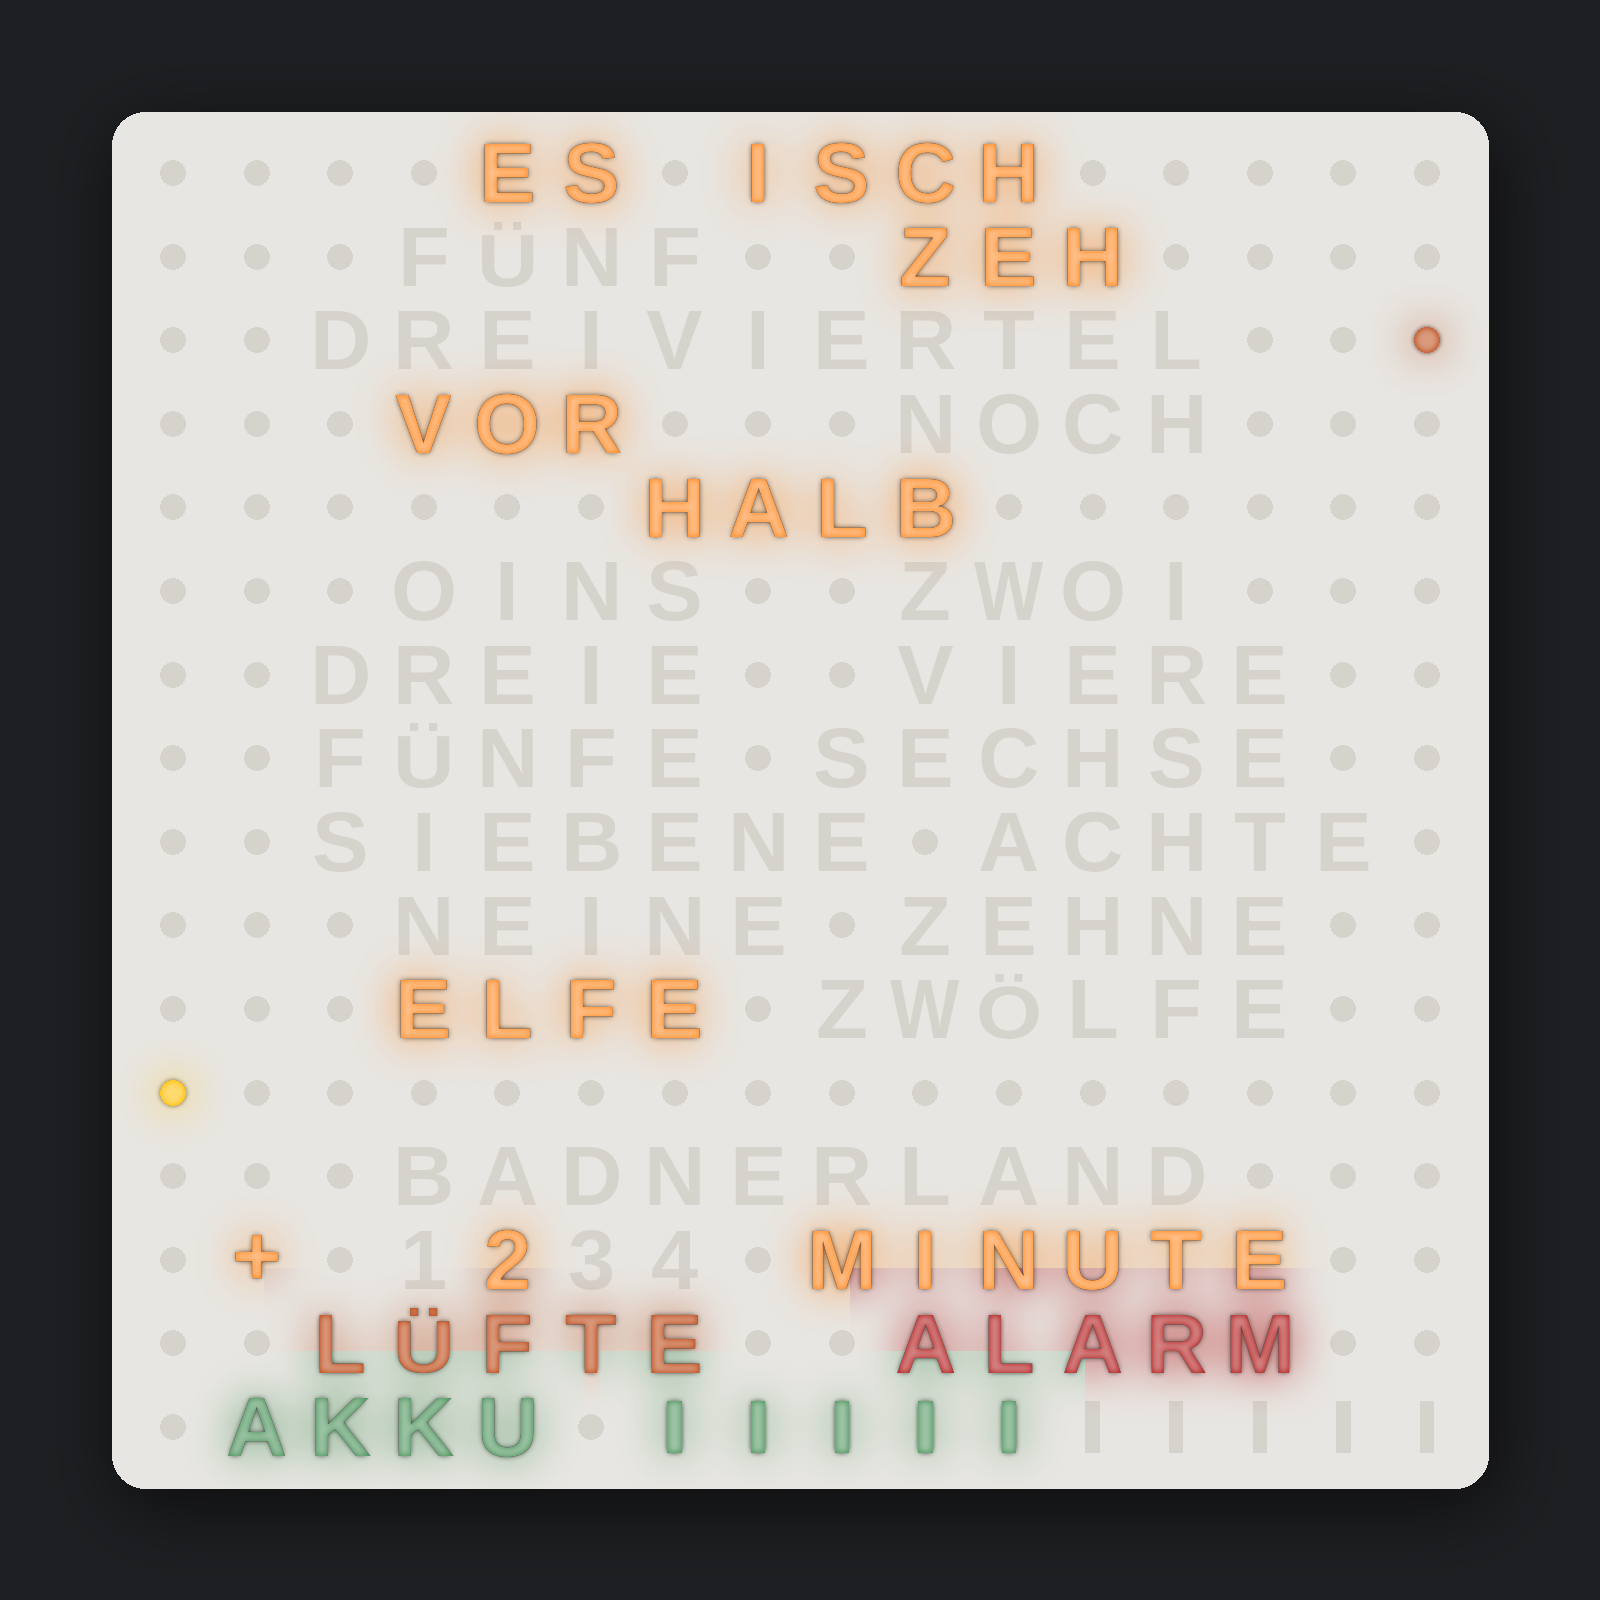 ES ISCH
FÜNF ZEH
DREIVIERTEL
VOR NOCH
HALB
OINS ZWOI
DREIE VIERE
FÜNFE SECHSE
SIEBENE ACHTE
NEINE ZEHNE
ELFE ZWÖLFE
BADNERLAND
+ 1 2 3 4 MINUTE
LÜFTE ALARM
AKKU I I I I I I I I I I